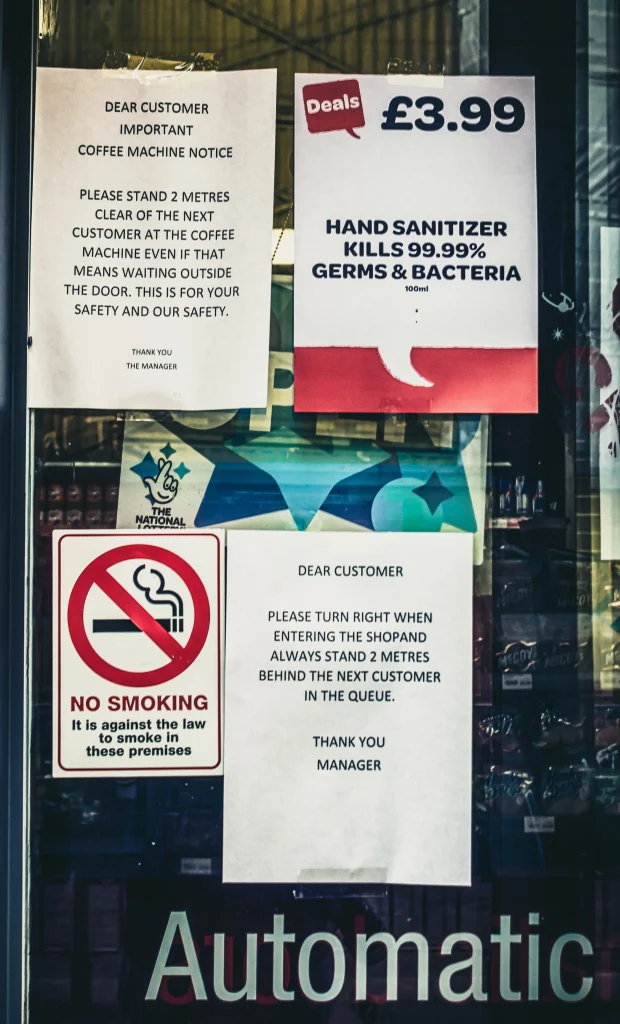 DEAR CUSTOMER
IMPORTANT
COFFEE MACHINE NOTICE
PLEASE STAND 2 METRES
CLEAR OF THE NEXT
CUSTOMER AT THE COFFEE
MACHINE EVEN IF THAT
MEANS WAITING OUTSIDE
THE DOOR. THIS IS FOR YOUR
SAFETY AND OUR SAFETY.
THANK YOU
THE MANAGER
Deals
£3.99
HAND SANITIZER
KILLS 99.99%
GERMS & BACTERIA
100ml
OPEN
THE
NATIONAL
LOTTERY
NO SMOKING
It is against the law
to smoke in
these premises
DEAR CUSTOMER
PLEASE TURN RIGHT WHEN
ENTERING THE SHOPAND
ALWAYS STAND 2 METRES
BEHIND THE NEXT CUSTOMER
IN THE QUEUE.
THANK YOU
MANAGER
McCOY'S
Automatic